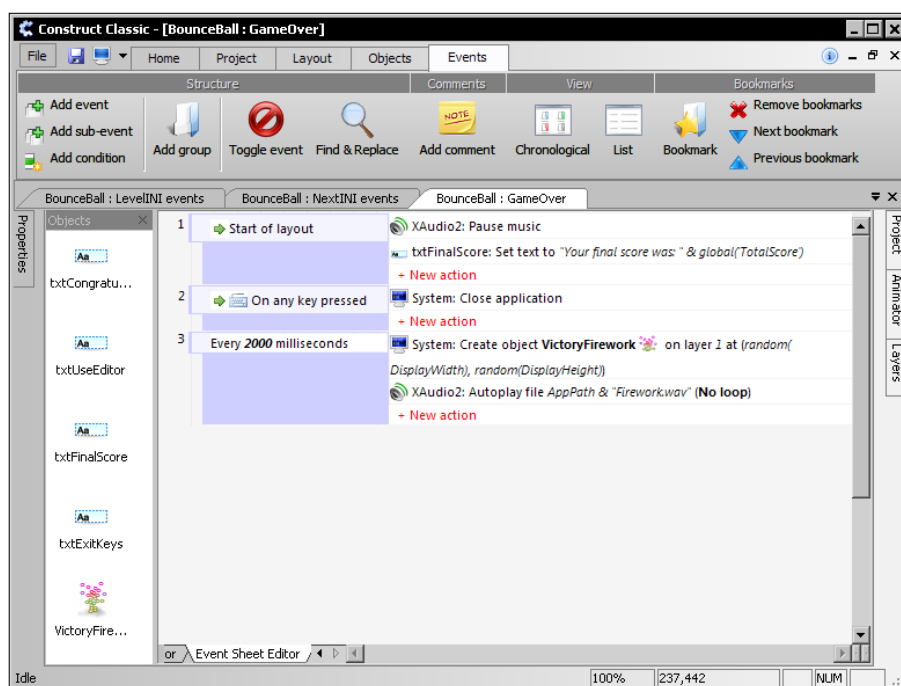 Construct Classic - [BounceBall : GameOver]
File Home Project Layout Objects Events
Structure Comments View Bookmarks
Add event
Add sub-event
Add condition
Add group Toggle event Find & Replace
NOTE
Add comment Chronological List Bookmark
Remove bookmarks
Next bookmark
Previous bookmark
BounceBall : LevelINI events BounceBall : NextINI events BounceBall : GameOver
Properties
Objects
Aa
txtCongratu...
Aa
txtUseEditor
Aa
txtFinalScore
Aa
txtExitKeys
VictoryFire...
1 Start of layout
XAudio2: Pause music
txtFinalScore: Set text to "Your final score was: " & global('TotalScore')
+ New action
2 On any key pressed
System: Close application
+ New action
3 Every 2000 milliseconds
System: Create object VictoryFirework on layer 1 at (random(
DisplayWidth), random(DisplayHeight))
XAudio2: Autoplay file AppPath & "Firework.wav" (No loop)
+ New action
Project
Animator
Layers
or Event Sheet Editor
Idle 100% 237,442 NUM